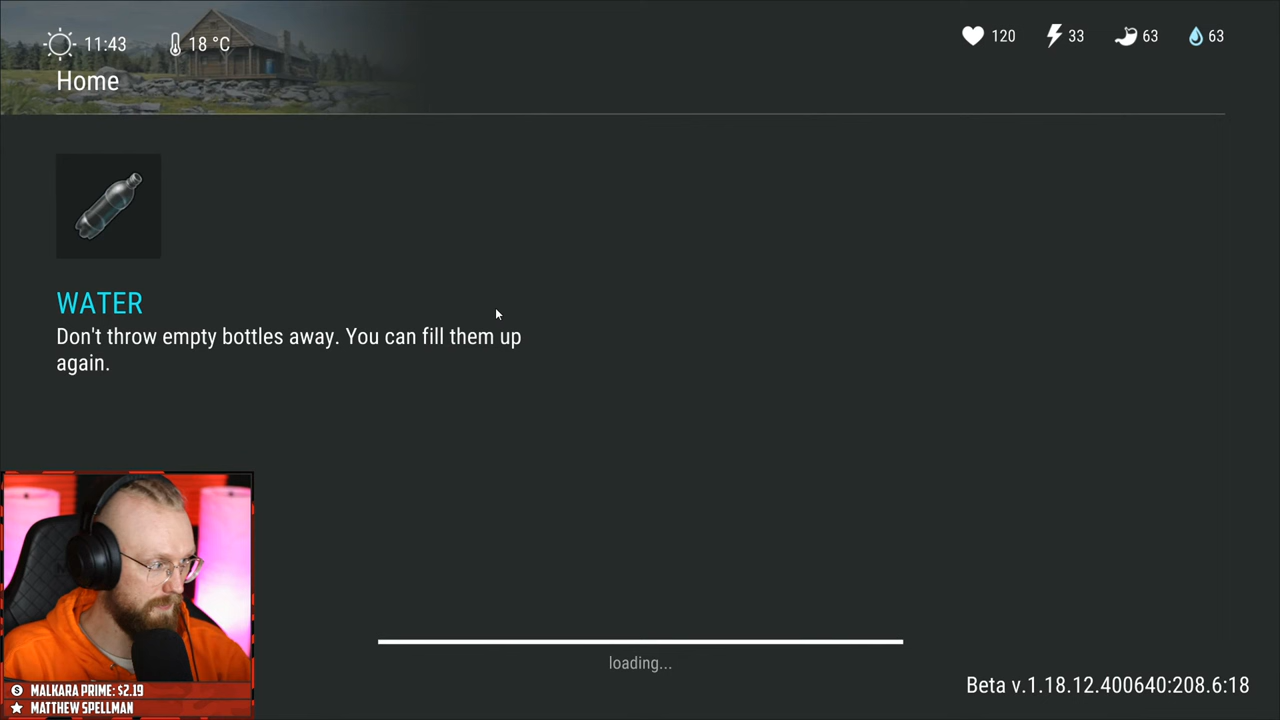 11:43 18 °C 120 33 63 63
Home
WATER
Don't throw empty bottles away. You can fill them up
again.
loading...
Beta v.1.18.12.400640:208.6:18
MALKARA PRIME: $2.19
MATTHEW SPELLMAN